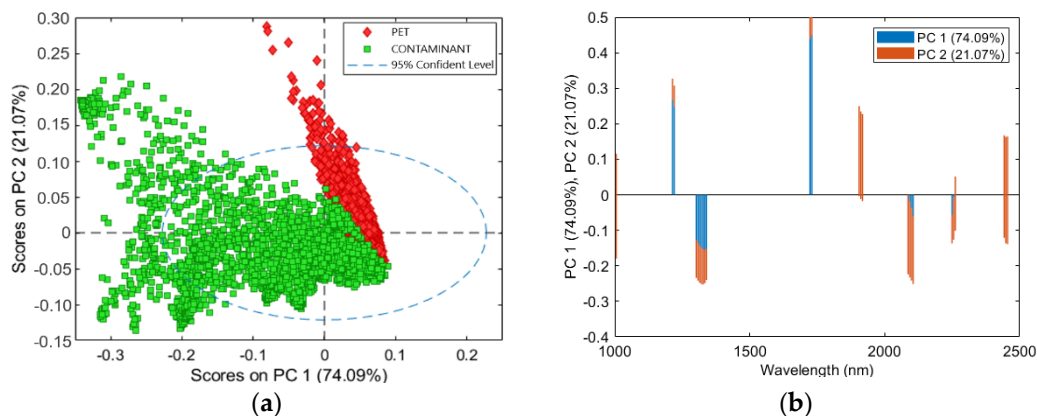 PET
CONTAMINANT
95% Confident Level
0.30
0.25
0.20
0.15
0.10
0.05
0
-0.05
-0.10
-0.15
Scores on PC 2 (21.07%)
-0.3
-0.2
-0.1
0
0.1
0.2
Scores on PC 1 (74.09%)
(a)
PC 1 (74.09%)
PC 2 (21.07%)
0.5
0.4
0.3
0.2
0.1
0
-0.1
-0.2
-0.3
-0.4
PC 1 (74.09%), PC 2 (21.07%)
1000
1500
2000
2500
Wavelength (nm)
(b)